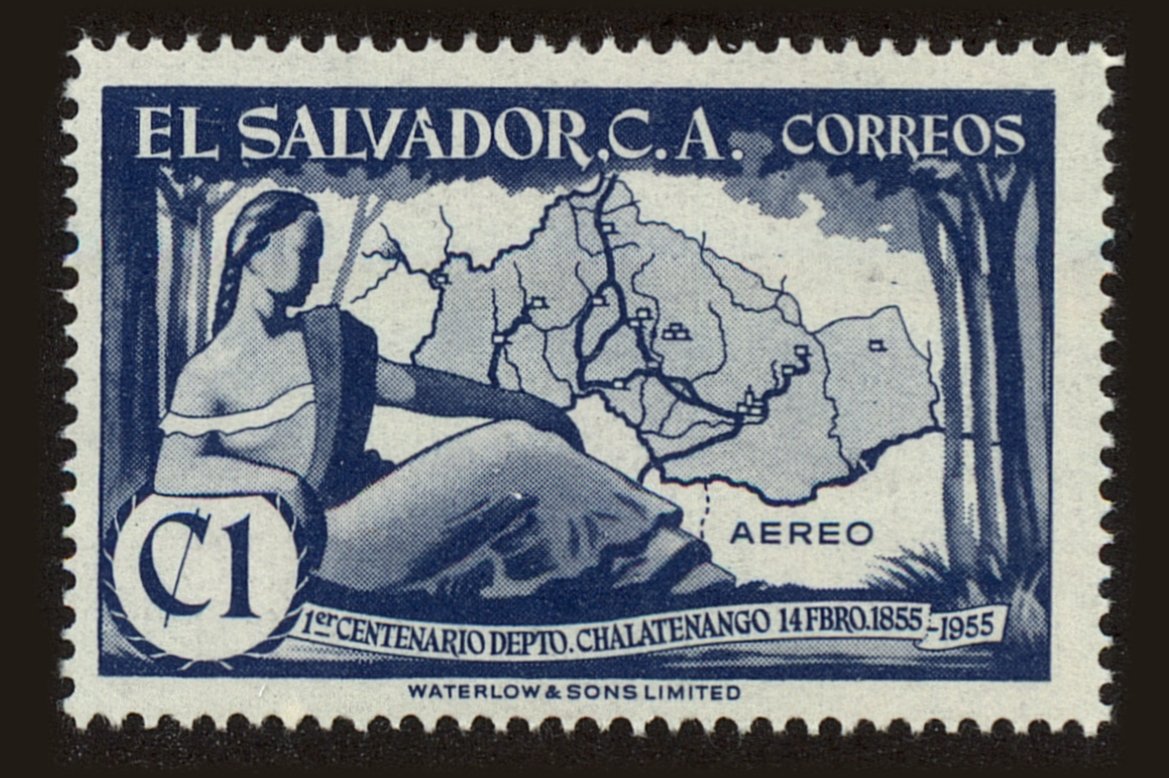 EL SALVADOR, C.A. CORREOS
AEREO
₡1
1er CENTENARIO DEPTO. CHALATENANGO 14 FBRO. 1855-1955
WATERLOW & SONS LIMITED